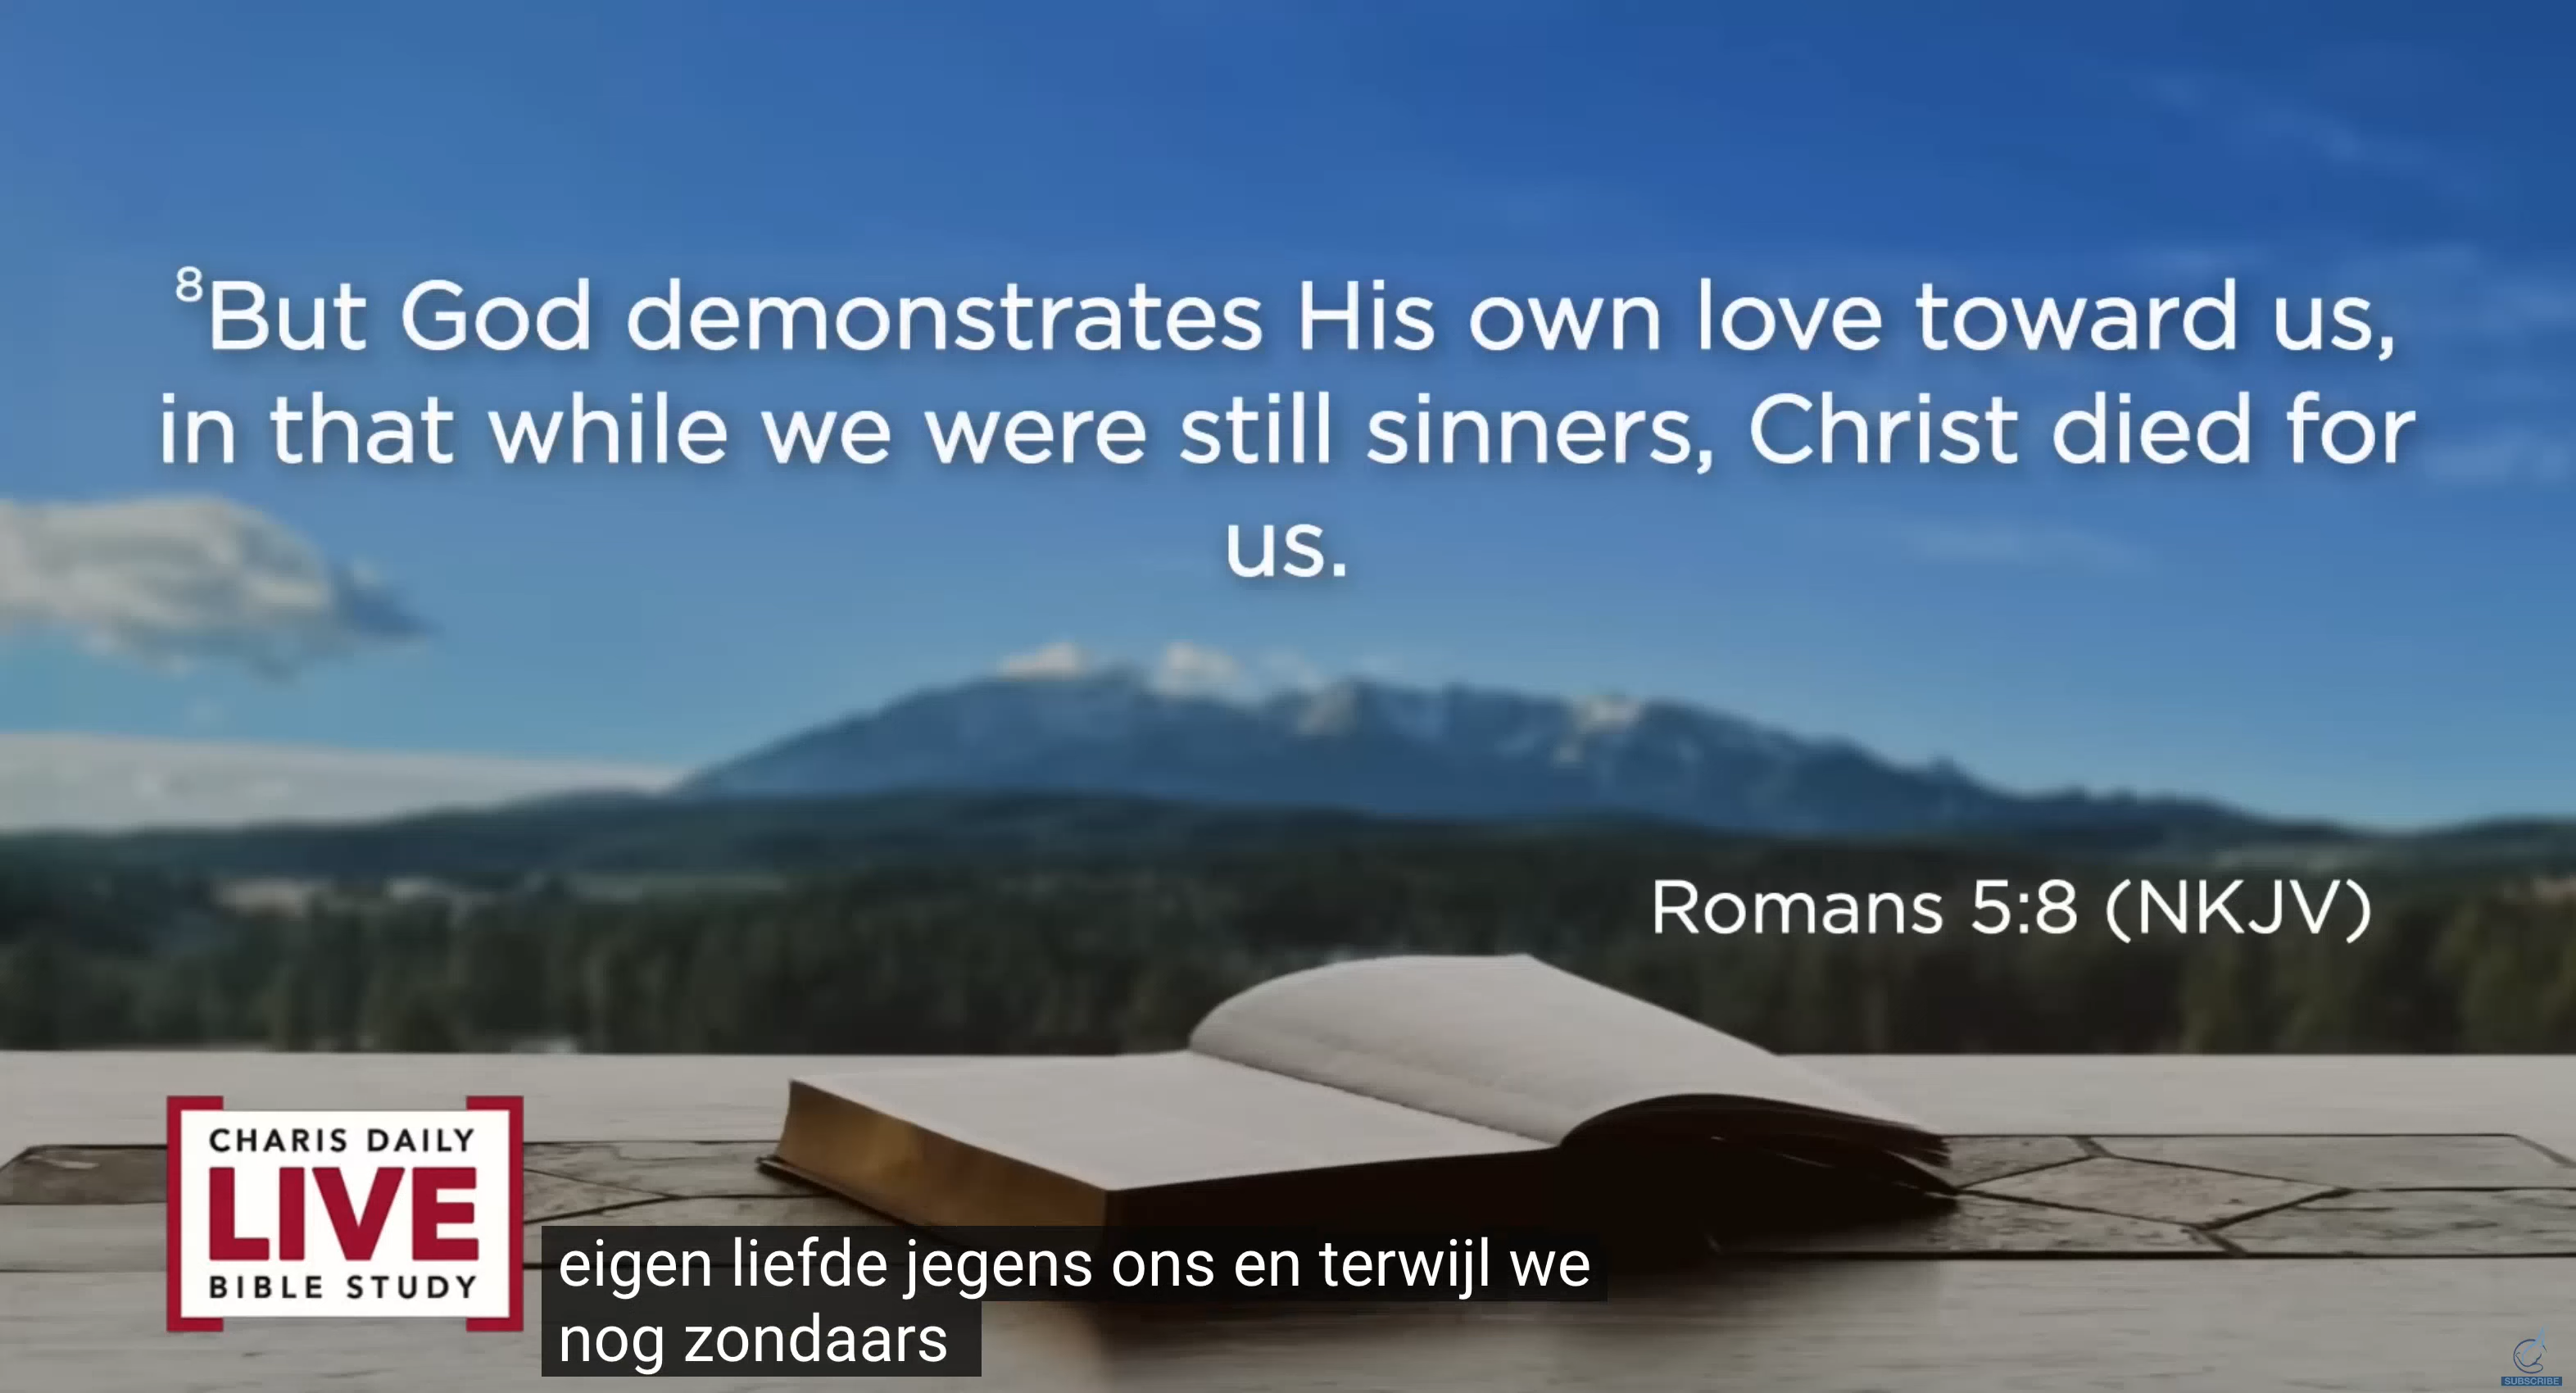 ⁸But God demonstrates His own love toward us,
in that while we were still sinners, Christ died for
us.
Romans 5:8 (NKJV)
CHARIS DAILY
LIVE
BIBLE STUDY
eigen liefde jegens ons en terwijl we
nog zondaars
SUBSCRIBE